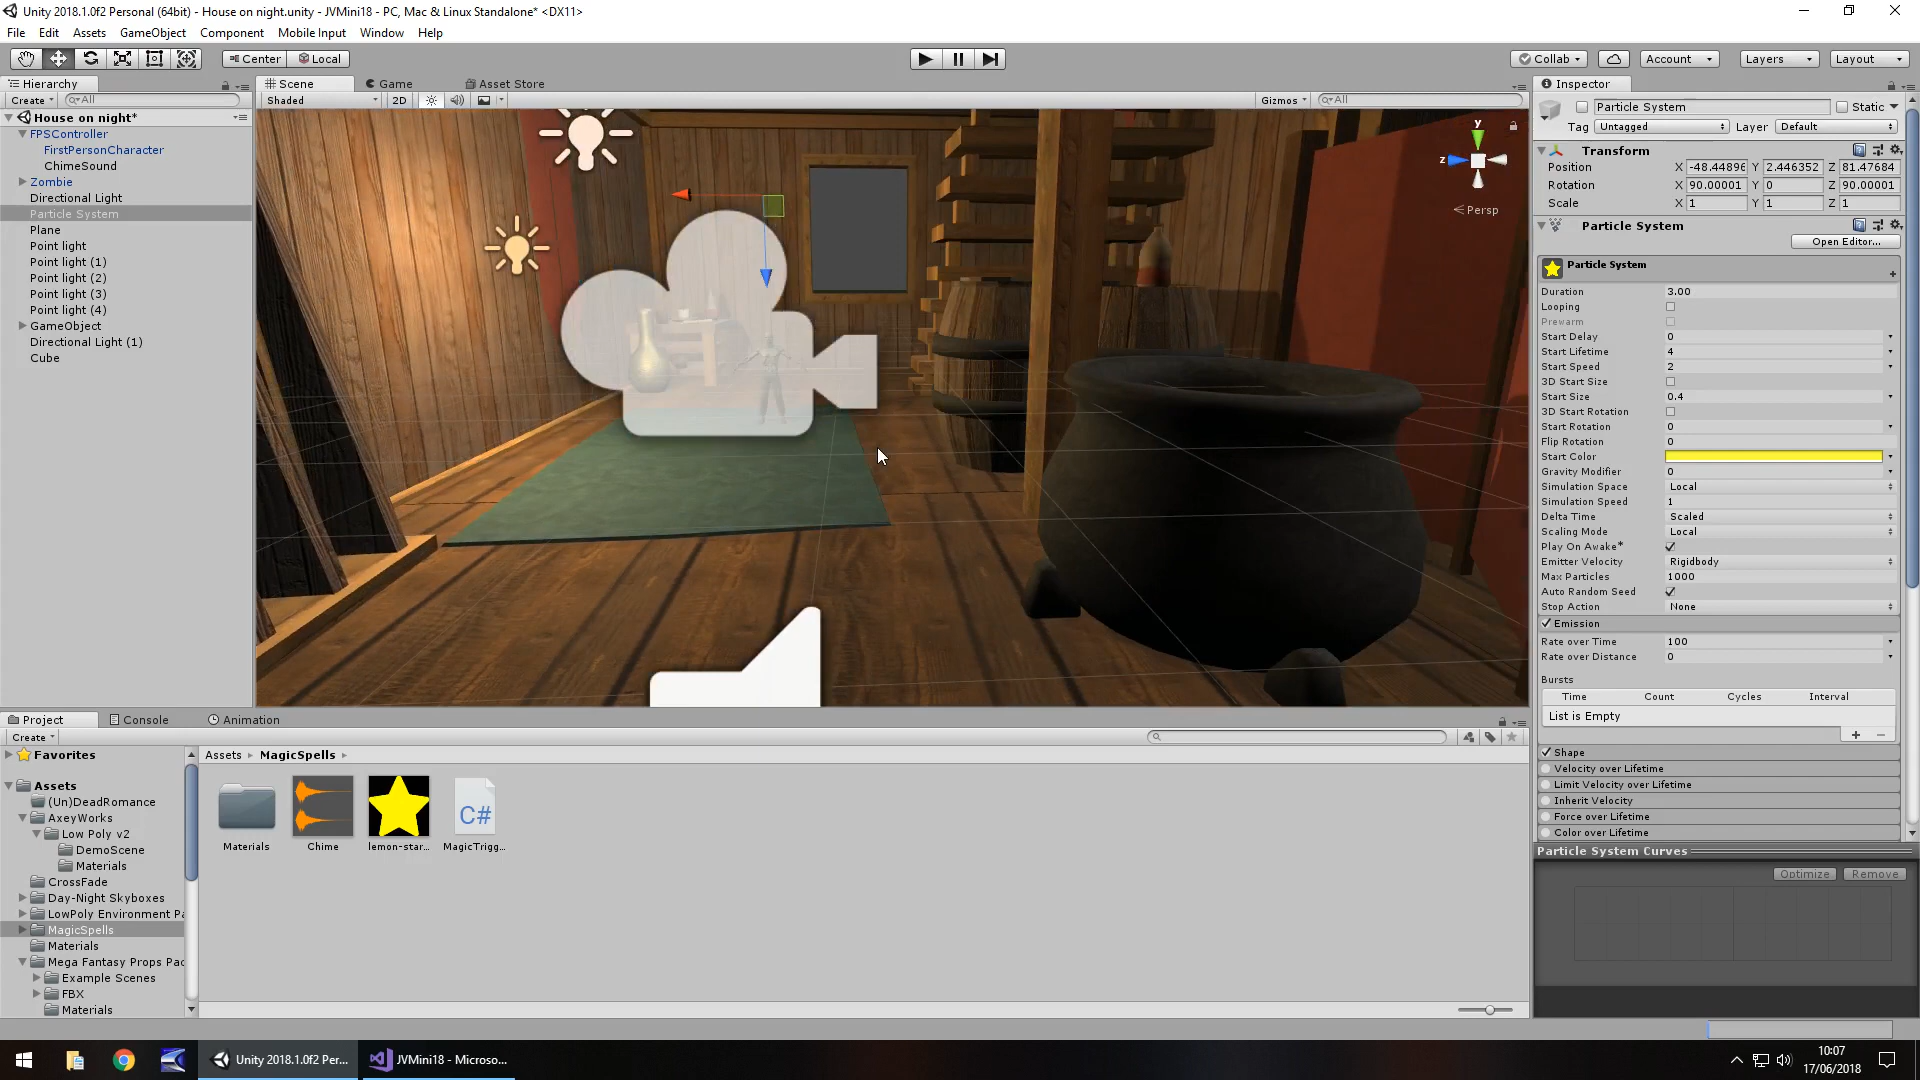 Unity 2018.1.0f2 Personal (64bit) - House on night.unity - JVMini18 - PC, Mac & Linux Standalone* <DX11>
File Edit Assets GameObject Component Mobile Input Window Help
Center Local Collab Account Layers Layout
Hierarchy
Create All
House on night*
FPSController
FirstPersonCharacter
ChimeSound
Zombie
Directional Light
Particle System
Plane
Point light
Point light (1)
Point light (2)
Point light (3)
Point light (4)
GameObject
Directional Light (1)
Cube
Scene Game Asset Store
Shaded 2D Gizmos All
y
z
Persp
Inspector
Particle System Static
Tag Untagged Layer Default
Transform
Position X -48.44896 Y 2.446352 Z 81.47684
Rotation X 90.00001 Y 0 Z 90.00001
Scale X 1 Y 1 Z 1
Particle System
Open Editor...
Particle System
Duration 3.00
Looping
Prewarm
Start Delay 0
Start Lifetime 4
Start Speed 2
3D Start Size
Start Size 0.4
3D Start Rotation
Start Rotation 0
Flip Rotation 0
Start Color
Gravity Modifier 0
Simulation Space Local
Simulation Speed 1
Delta Time Scaled
Scaling Mode Local
Play On Awake*
Emitter Velocity Rigidbody
Max Particles 1000
Auto Random Seed
Stop Action None
Emission
Rate over Time 100
Rate over Distance 0
Bursts
Time Count Cycles Interval
List is Empty
Shape
Velocity over Lifetime
Limit Velocity over Lifetime
Inherit Velocity
Force over Lifetime
Color over Lifetime
Particle System Curves
Optimize Remove
Project Console Animation
Create
Favorites
Assets
(Un)DeadRomance
AxeyWorks
Low Poly v2
DemoScene
Materials
CrossFade
Day-Night Skyboxes
LowPoly Environment Pa
MagicSpells
Materials
Mega Fantasy Props Pac
Example Scenes
FBX
Materials
Assets MagicSpells
C#
Materials Chime lemon-star... MagicTrigg...
Unity 2018.1.0f2 Per... JVMini18 - Microso...
10:07
17/06/2018